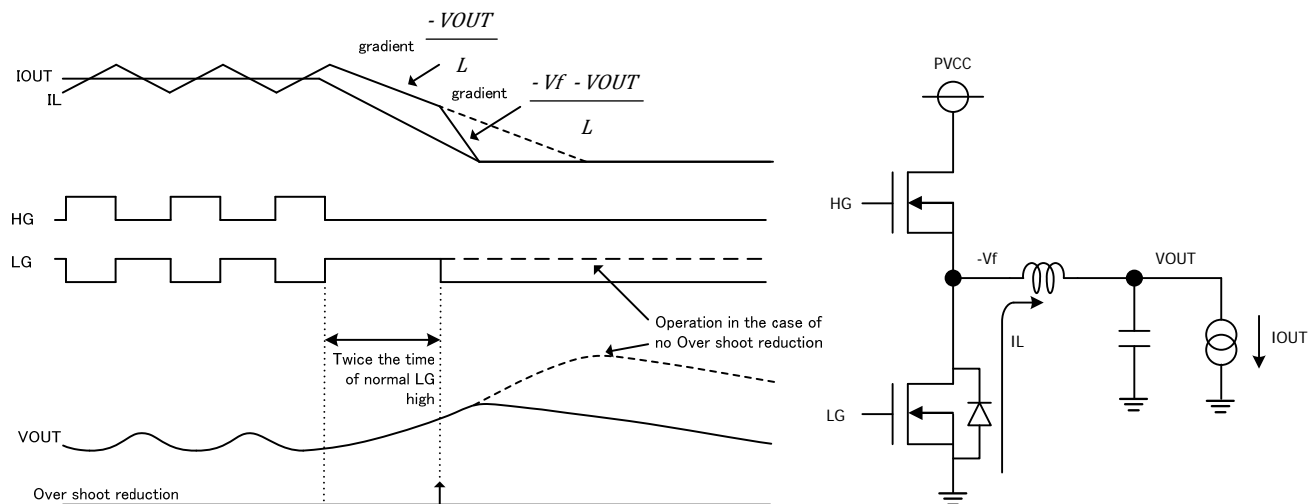 gradient
- VOUT
L
IOUT
IL
gradient
- Vf - VOUT
L
HG
LG
Operation in the case of
no Over shoot reduction
Twice the time
of normal LG
high
VOUT
Over shoot reduction
PVCC
HG
-Vf
VOUT
IL
IOUT
LG